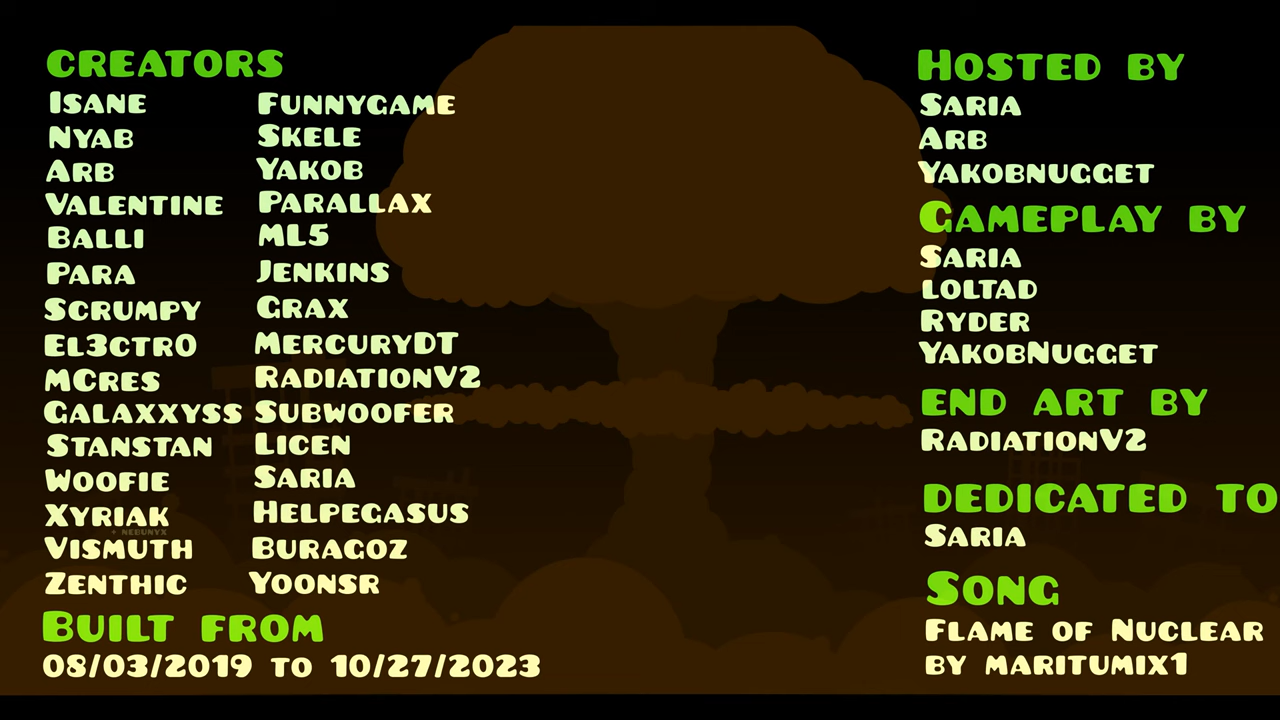 CREATORS
ISANE
NYAB
ARB
VALENTINE
BALLI
PARA
SCRUMPY
EL3CTR0
MCRES
GALAXXYSS
STANSTAN
WOOFIE
XYRIAK
+ NEBUNYX
VISMUTH
ZENTHIC
FUNNYGAME
SKELE
YAKOB
PARALLAX
ML5
JENKINS
GRAX
MERCURYDT
RADIATIONV2
SUBWOOFER
LICEN
SARIA
HELPEGASUS
BURAGOZ
YOONSR
BUILT FROM
08/03/2019 TO 10/27/2023
HOSTED BY
SARIA
ARB
YAKOBNUGGET
GAMEPLAY BY
SARIA
LOLTAD
RYDER
YAKOBNUGGET
END ART BY
RADIATIONV2
DEDICATED TO
SARIA
SONG
FLAME OF NUCLEAR
BY MARITUMIX1